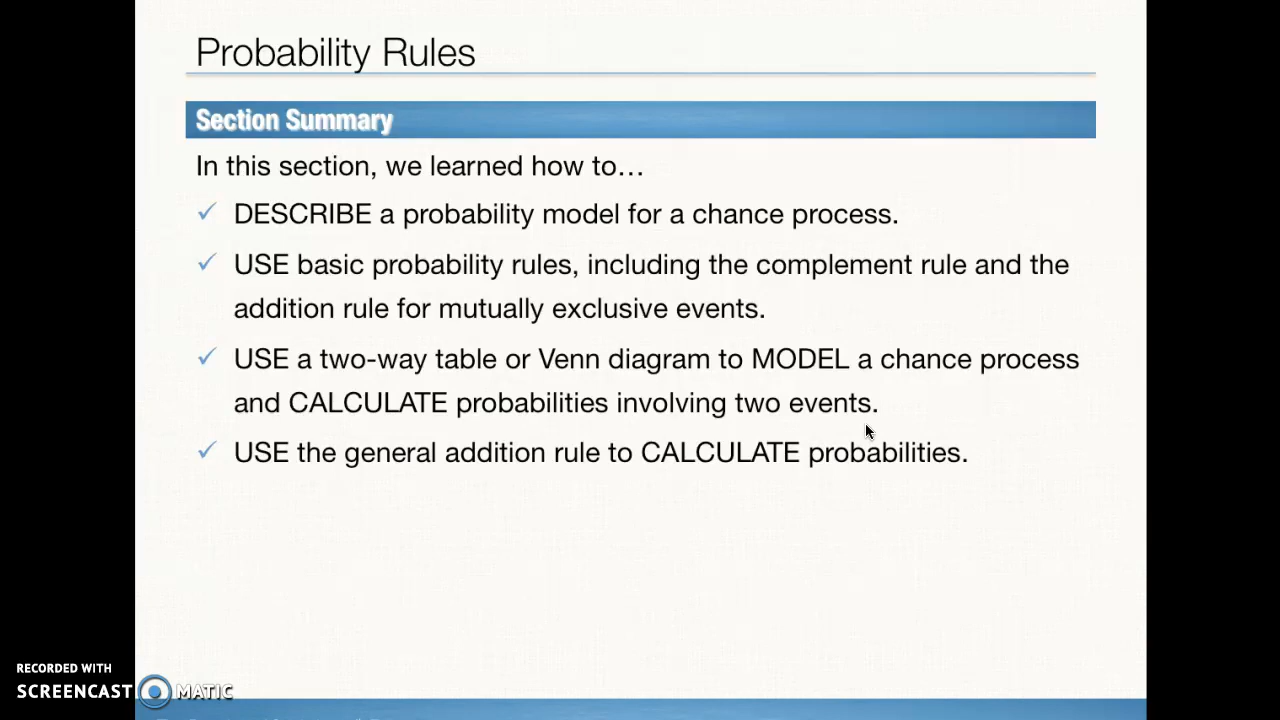 Probability Rules
Section Summary
In this section, we learned how to…
✓ DESCRIBE a probability model for a chance process.
✓ USE basic probability rules, including the complement rule and the
addition rule for mutually exclusive events.
✓ USE a two-way table or Venn diagram to MODEL a chance process
and CALCULATE probabilities involving two events.
✓ USE the general addition rule to CALCULATE probabilities.
RECORDED WITH
SCREENCAST MATIC